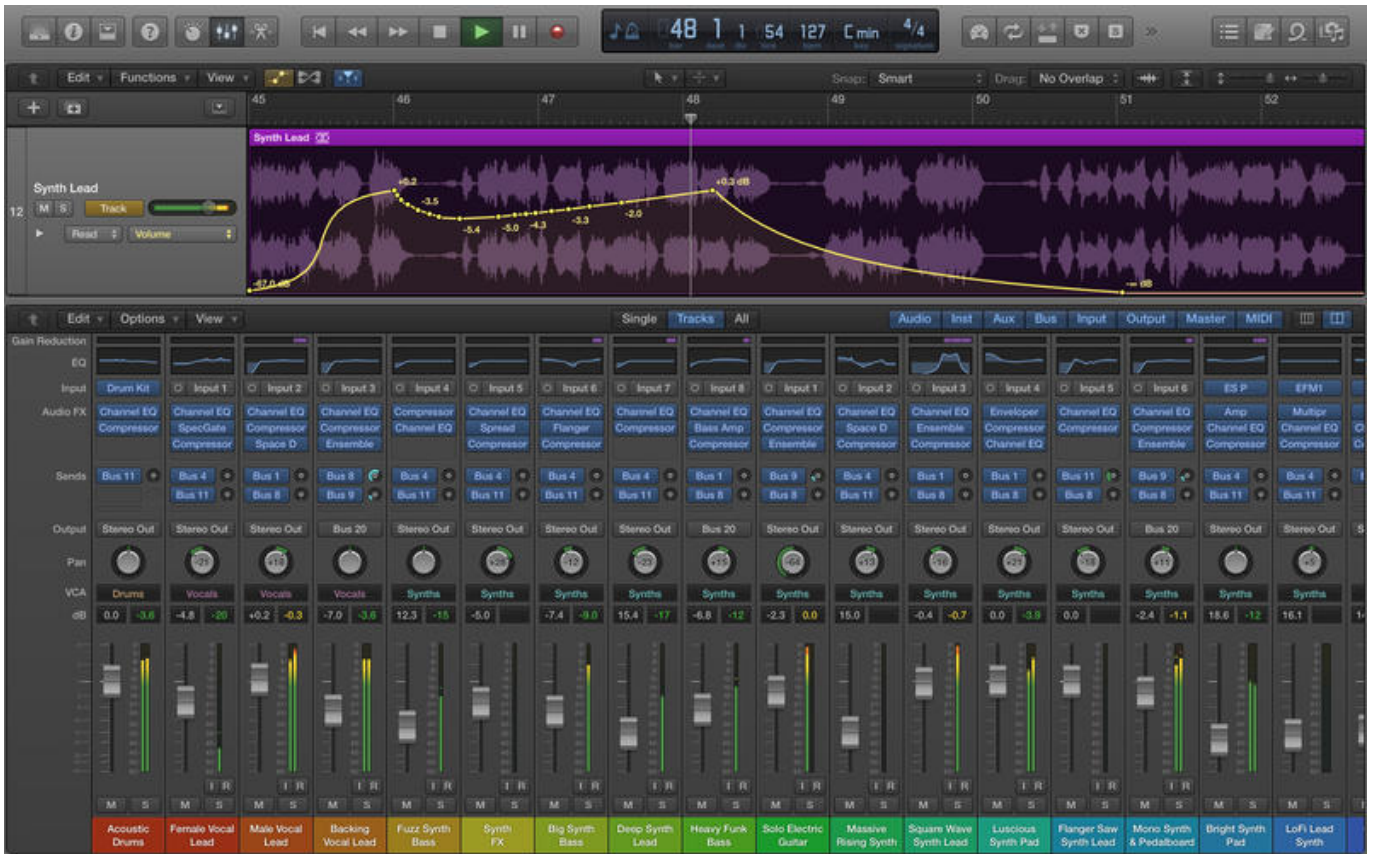 48 1 1 54 127 E min 4/4
bar beat div tick bpm key signature
Edit Functions View Snap: Smart Drag: No Overlap
45 46 47 48 49 50 51 52
Synth Lead
Synth Lead
12 M S Track
Read Volume
-67.0 dB +0.2 -3.5 -5.4 -5.0 -4.3 -3.3 -2.0 +0.3 dB -∞ dB
Edit Options View Single Tracks All Audio Inst Aux Bus Input Output Master MIDI
Gain Reduction
EQ
Input Drum Kit Input 1 Input 2 Input 3 Input 4 Input 5 Input 6 Input 7 Input 8 Input 1 Input 2 Input 3 Input 4 Input 5 Input 6 ES P EFM1
Audio FX Channel EQ Channel EQ Channel EQ Channel EQ Compressor Channel EQ Channel EQ Channel EQ Channel EQ Channel EQ Channel EQ Channel EQ Enveloper Channel EQ Channel EQ Amp Multipr
Compressor SpecGate Compressor Compressor Channel EQ Spread Flanger Compressor Bass Amp Compressor Space D Ensemble Compressor Compressor Compressor Channel EQ Channel EQ
Compressor Space D Ensemble Compressor Compressor Compressor Ensemble Compressor Compressor Channel EQ Ensemble Compressor Compressor
Sends Bus 11 Bus 4 Bus 1 Bus 8 Bus 4 Bus 4 Bus 4 Bus 4 Bus 1 Bus 9 Bus 4 Bus 1 Bus 1 Bus 11 Bus 9 Bus 4 Bus 4
Bus 11 Bus 8 Bus 9 Bus 11 Bus 11 Bus 11 Bus 11 Bus 8 Bus 8 Bus 11 Bus 8 Bus 8 Bus 8 Bus 8 Bus 11 Bus 11
Output Stereo Out Stereo Out Stereo Out Bus 20 Stereo Out Stereo Out Stereo Out Stereo Out Bus 20 Stereo Out Stereo Out Stereo Out Stereo Out Stereo Out Bus 20 Stereo Out Stereo Out
Pan -21 +18 +28 -12 -23 +15 -64 +13 -16 +21 -18 +11 +5
VCA Drums Vocals Vocals Vocals Synths Synths Synths Synths Synths Synths Synths Synths Synths Synths Synths Synths Synths
dB 0.0 -3.6 -4.8 -20 +0.2 -0.3 -7.0 -3.6 12.3 -15 -5.0 -7.4 -9.0 15.4 -17 -6.8 -12 -2.3 0.0 15.0 -0.4 -0.7 0.0 -3.9 0.0 -2.4 -1.1 18.6 -12 16.1
I R I R I R I R I R I R I R I R I R I R I R I R I R I R
M S M S M S M S M S M S M S M S M S M S M S M S M S M S M S M S M S
Acoustic Female Vocal Male Vocal Backing Fuzz Synth Synth Big Synth Deep Synth Heavy Funk Solo Electric Massive Square Wave Luscious Flanger Saw Mono Synth Bright Synth LoFi Lead
Drums Lead Lead Vocal Lead Bass FX Bass Lead Bass Guitar Rising Synth Synth Lead Synth Pad Synth Lead & Pedalboard Pad Synth